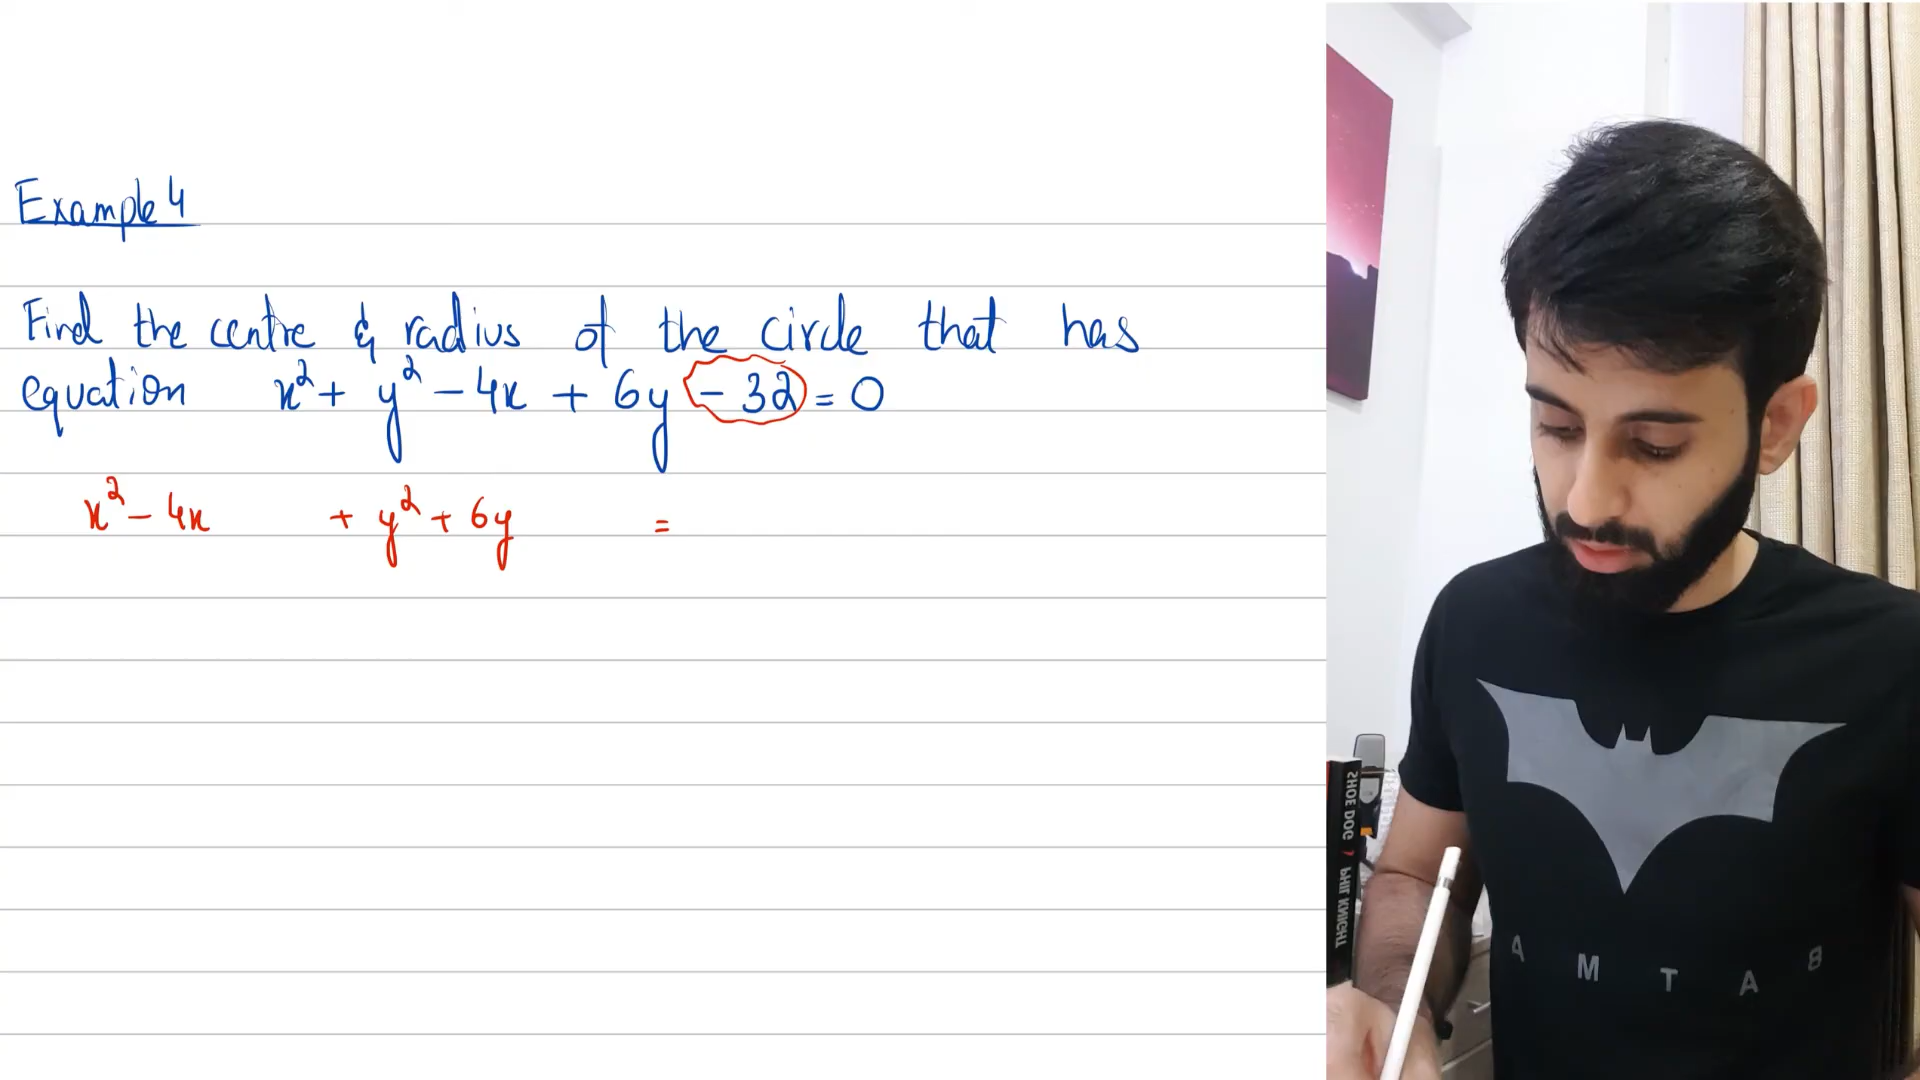 Example 4
Find the centre & radius of the circle that has
equation x² + y² - 4x + 6y - 32 = 0
x² - 4x + y² + 6y =
SHOE DOG PHIL KNIGHT
A M T A B